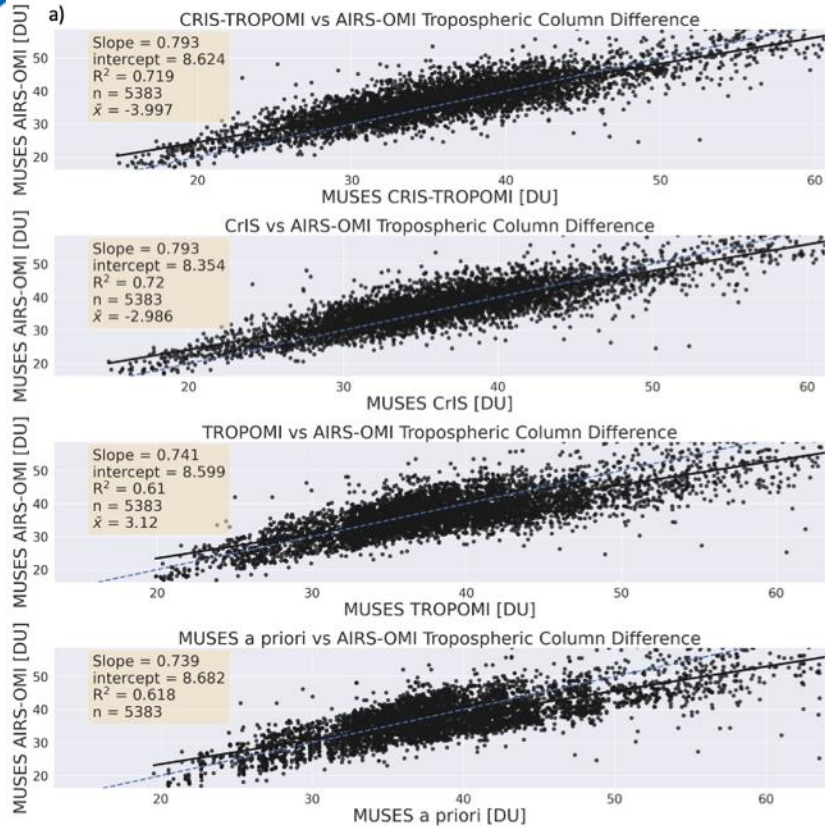 a)
CRIS-TROPOMI vs AIRS-OMI Tropospheric Column Difference
MUSES AIRS-OMI [DU]
50
40
30
20
Slope = 0.793
intercept = 8.624
R² = 0.719
n = 5383
x̃ = -3.997
20 30 40 50 60
MUSES CRIS-TROPOMI [DU]
CrIS vs AIRS-OMI Tropospheric Column Difference
MUSES AIRS-OMI [DU]
50
40
30
20
Slope = 0.793
intercept = 8.354
R² = 0.72
n = 5383
x̃ = -2.986
20 30 40 50 60
MUSES CrIS [DU]
TROPOMI vs AIRS-OMI Tropospheric Column Difference
MUSES AIRS-OMI [DU]
50
40
30
20
Slope = 0.741
intercept = 8.599
R² = 0.61
n = 5383
x̃ = 3.12
20 30 40 50 60
MUSES TROPOMI [DU]
MUSES a priori vs AIRS-OMI Tropospheric Column Difference
MUSES AIRS-OMI [DU]
50
40
30
20
Slope = 0.739
intercept = 8.682
R² = 0.618
n = 5383
20 30 40 50 60
MUSES a priori [DU]